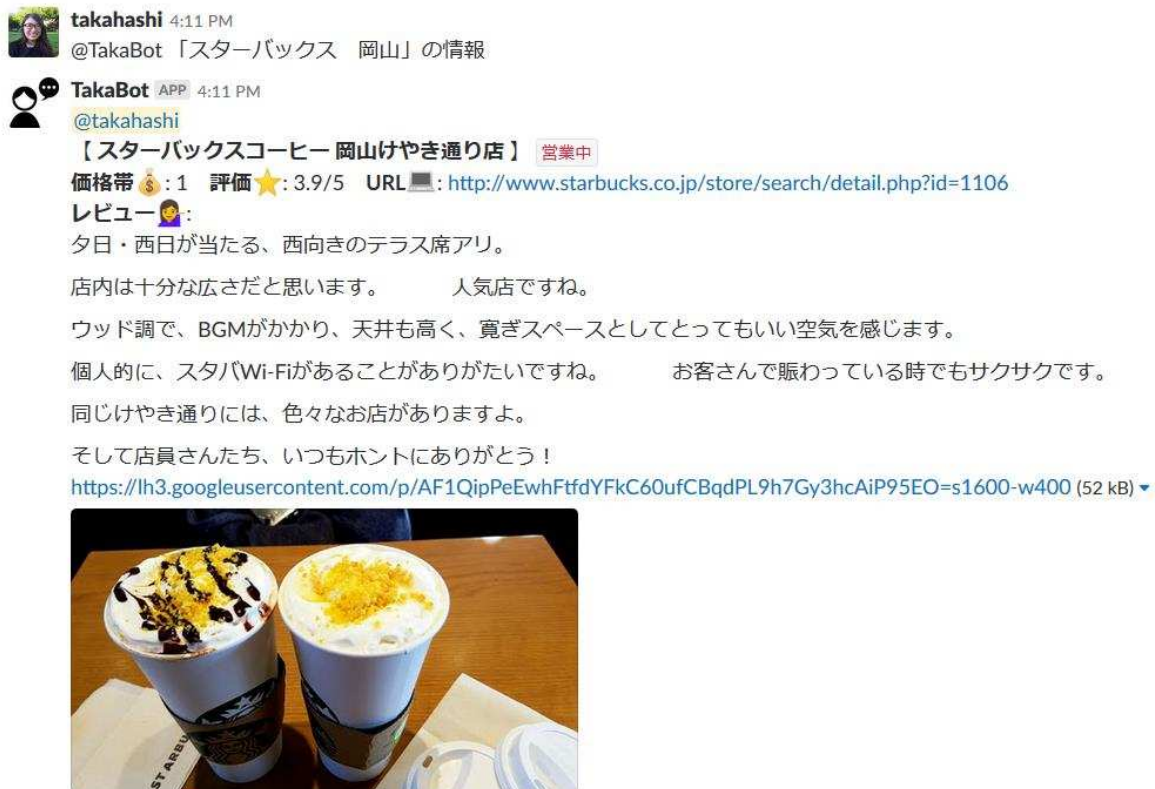 takahashi 4:11 PM
@TakaBot 「スターバックス　岡山」の情報
TakaBot APP 4:11 PM
@takahashi
【 スターバックスコーヒー 岡山けやき通り店 】 営業中
価格帯💰: 1 評価⭐: 3.9/5 URL💻: http://www.starbucks.co.jp/store/search/detail.php?id=1106
レビュー💁‍♀️:
夕日・西日が当たる、西向きのテラス席アリ。
店内は十分な広さだと思います。　　　人気店ですね。
ウッド調で、BGMがかかり、天井も高く、寛ぎスペースとしてとってもいい空気を感じます。
個人的に、スタバWi-Fiがあることがありがたいですね。　　　お客さんで賑わっている時でもサクサクです。
同じけやき通りには、色々なお店がありますよ。
そして店員さんたち、いつもホントにありがとう！
https://lh3.googleusercontent.com/p/AF1QipPeEwhFtfdYFkC60ufCBqdPL9h7Gy3hcAiP95EO=s1600-w400 (52 kB)
STARBU